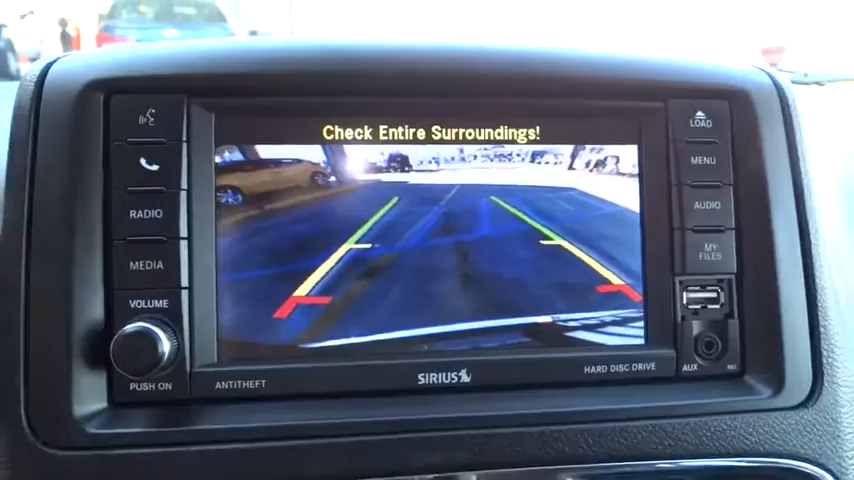 Check Entire Surroundings!
LOAD
MENU
RADIO
AUDIO
MEDIA
MY
FILES
VOLUME
PUSH ON
ANTITHEFT
SIRIUS
HARD DISC DRIVE
AUX
REC